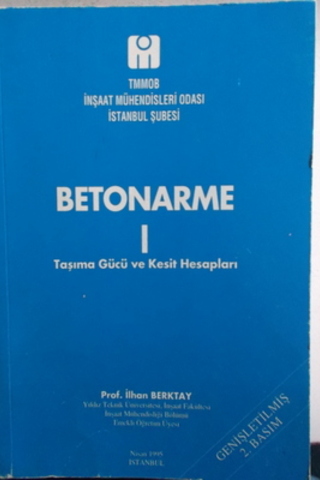 TMMOB
İNŞAAT MÜHENDİSLERİ ODASI
İSTANBUL ŞUBESİ
BETONARME
I
Taşıma Gücü ve Kesit Hesapları
Prof. İlhan BERKTAY
Yıldız Teknik Üniversitesi, İnşaat Fakültesi
İnşaat Mühendisliği Bölümü
Emekli Öğretim Üyesi
Nisan 1995
İSTANBUL
GENİŞLETİLMİŞ
2. BASIM